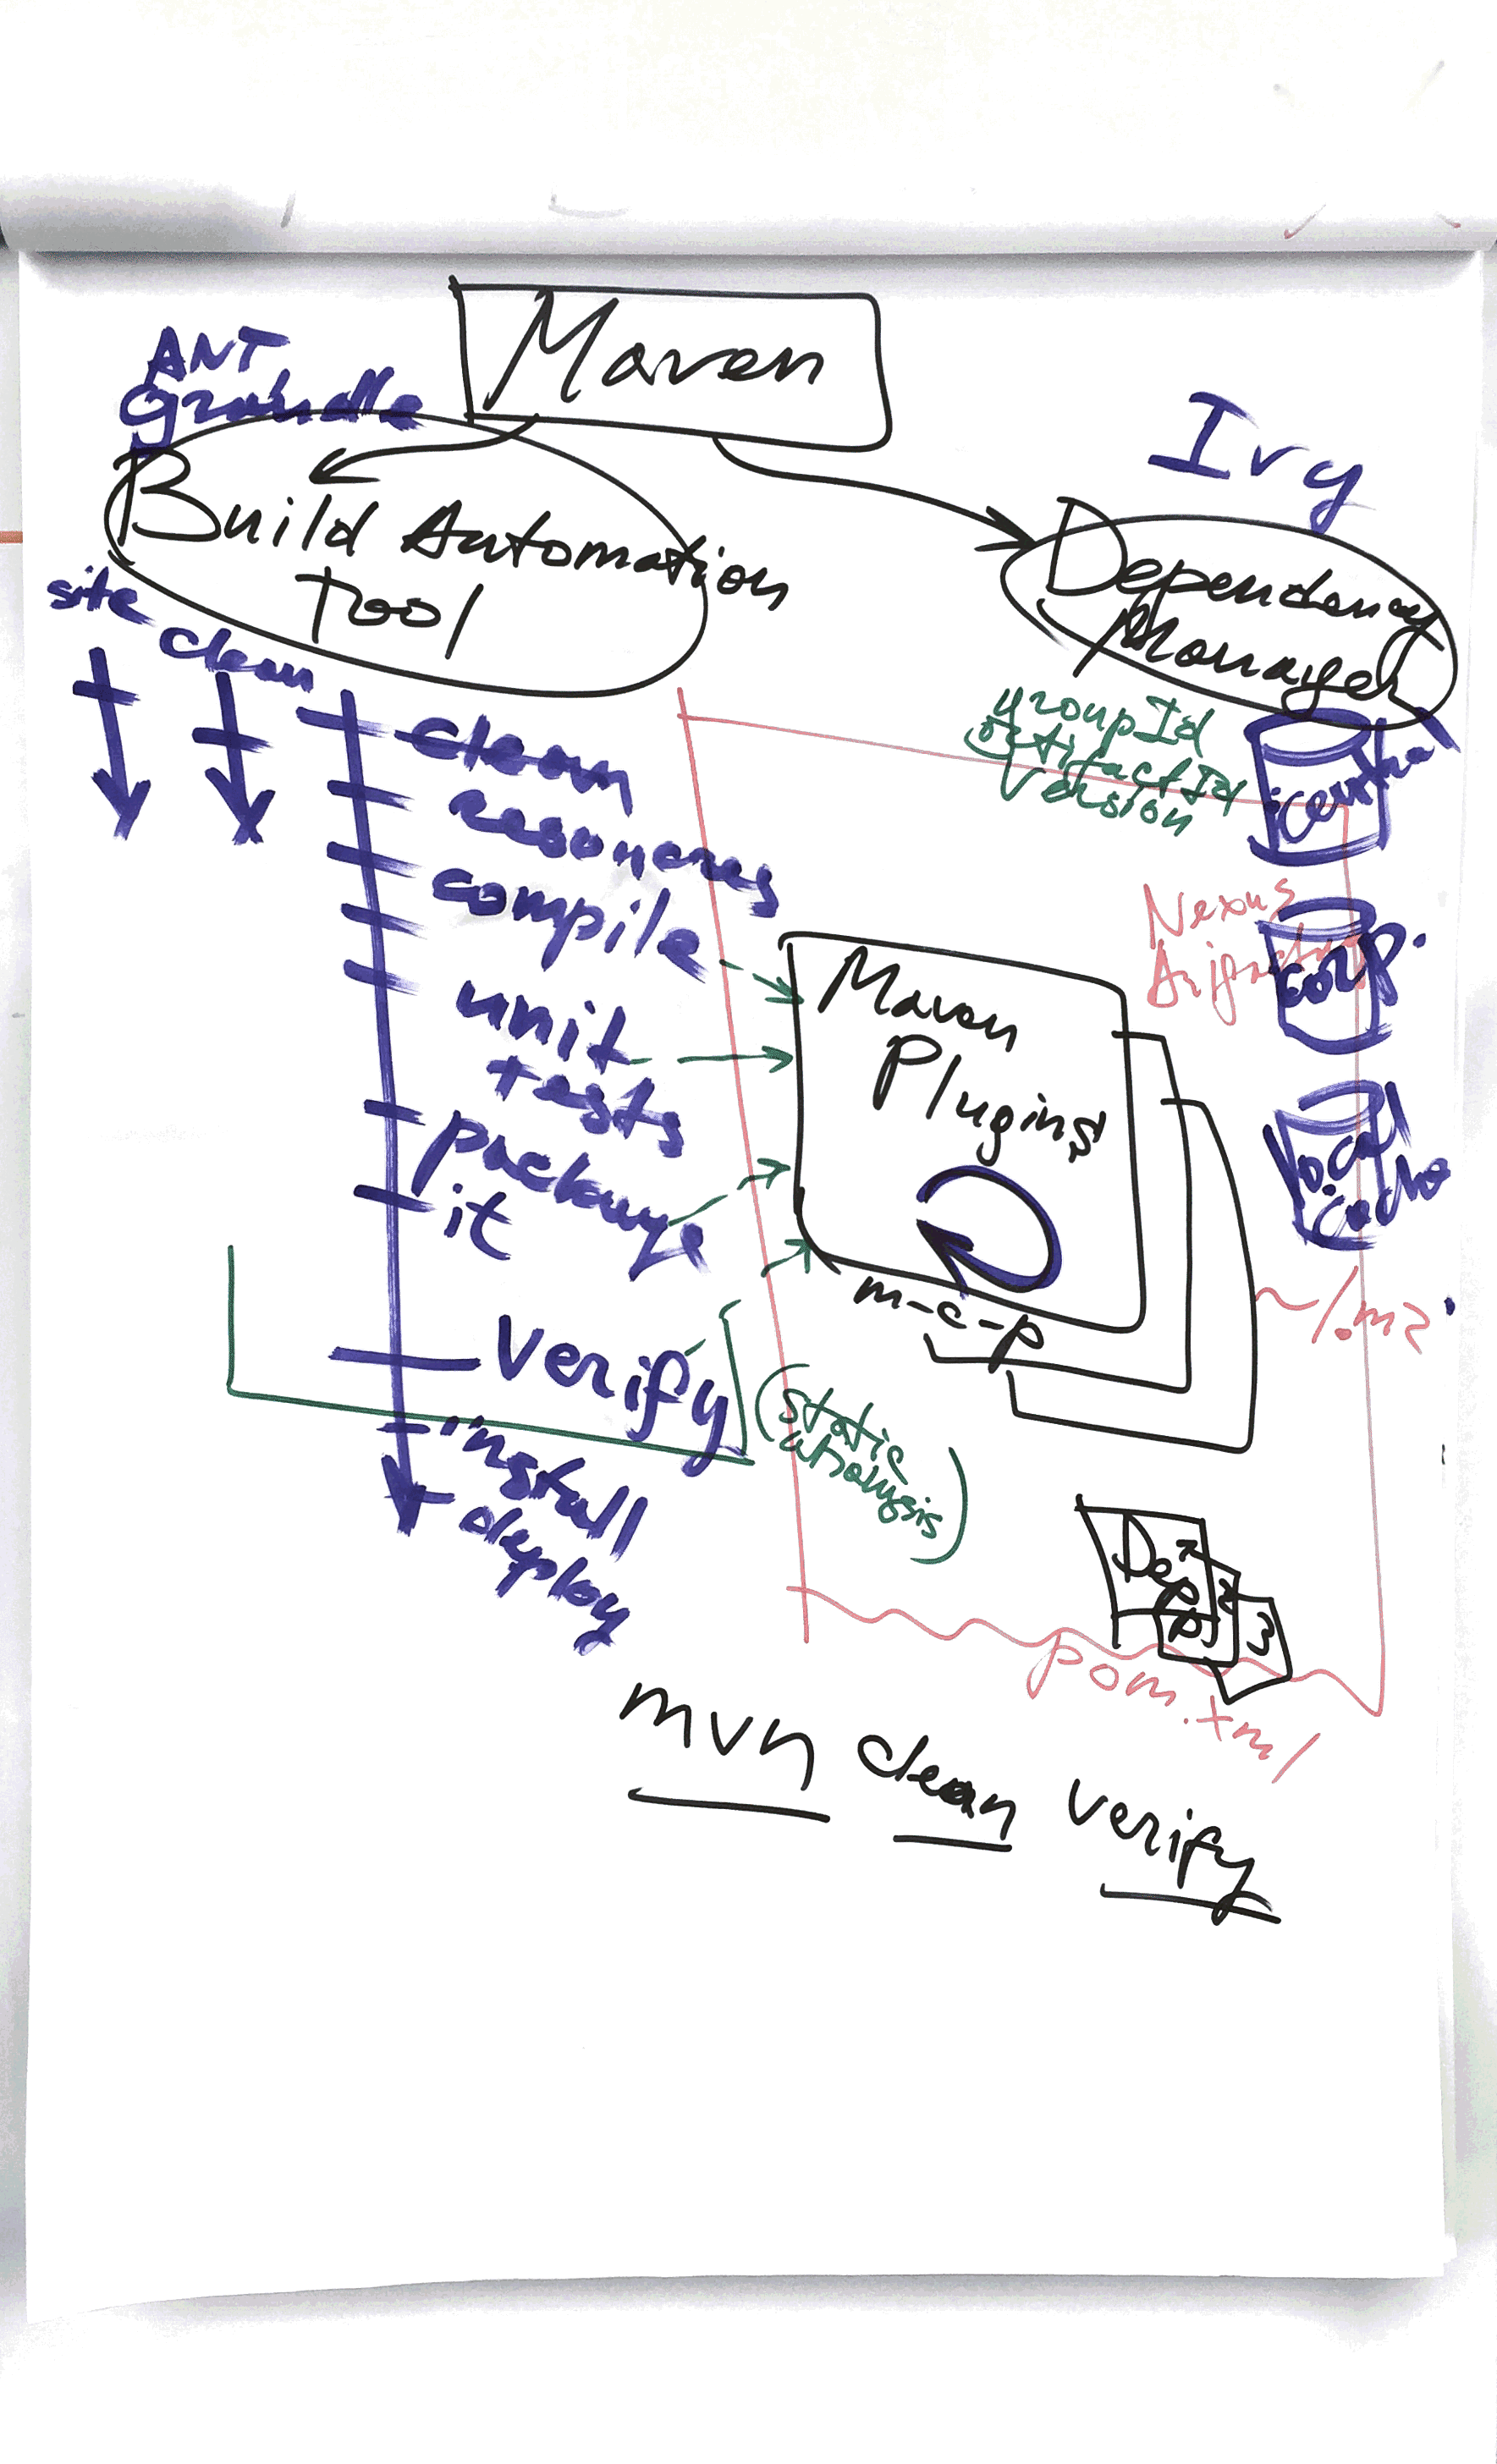 Maven
ANT
Grahdle
Ivy
Build Automation
Tool
Dependency
Manager
site
clean
clean
resources
compile
unit
tests
package
it
verify
install
deploy
groupId
artifactId
version
central
Nexus
corp.
local
cache
~/.m2
Maven
Plugins
m-c-p
(static
analysis)
Dep 1
2
3
pom.xml
mvn clean verify